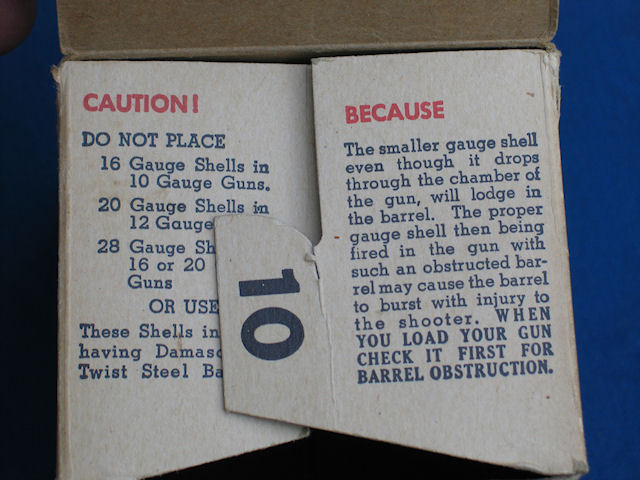 CAUTION!
DO NOT PLACE
16 Gauge Shells in
10 Gauge Guns.
20 Gauge Shells in
12 Gauge
28 Gauge
16 or 20
Guns
OR USE
These Shells in
having
Twist Steel
10
BECAUSE
The smaller gauge shell
even though it drops
through the chamber of
the gun, will lodge in
the barrel. The proper
gauge shell then being
fired in the gun with
such an obstructed bar-
rel may cause the barrel
to burst with injury to
the shooter. WHEN
YOU LOAD YOUR GUN
CHECK IT FIRST FOR
BARREL OBSTRUCTION.